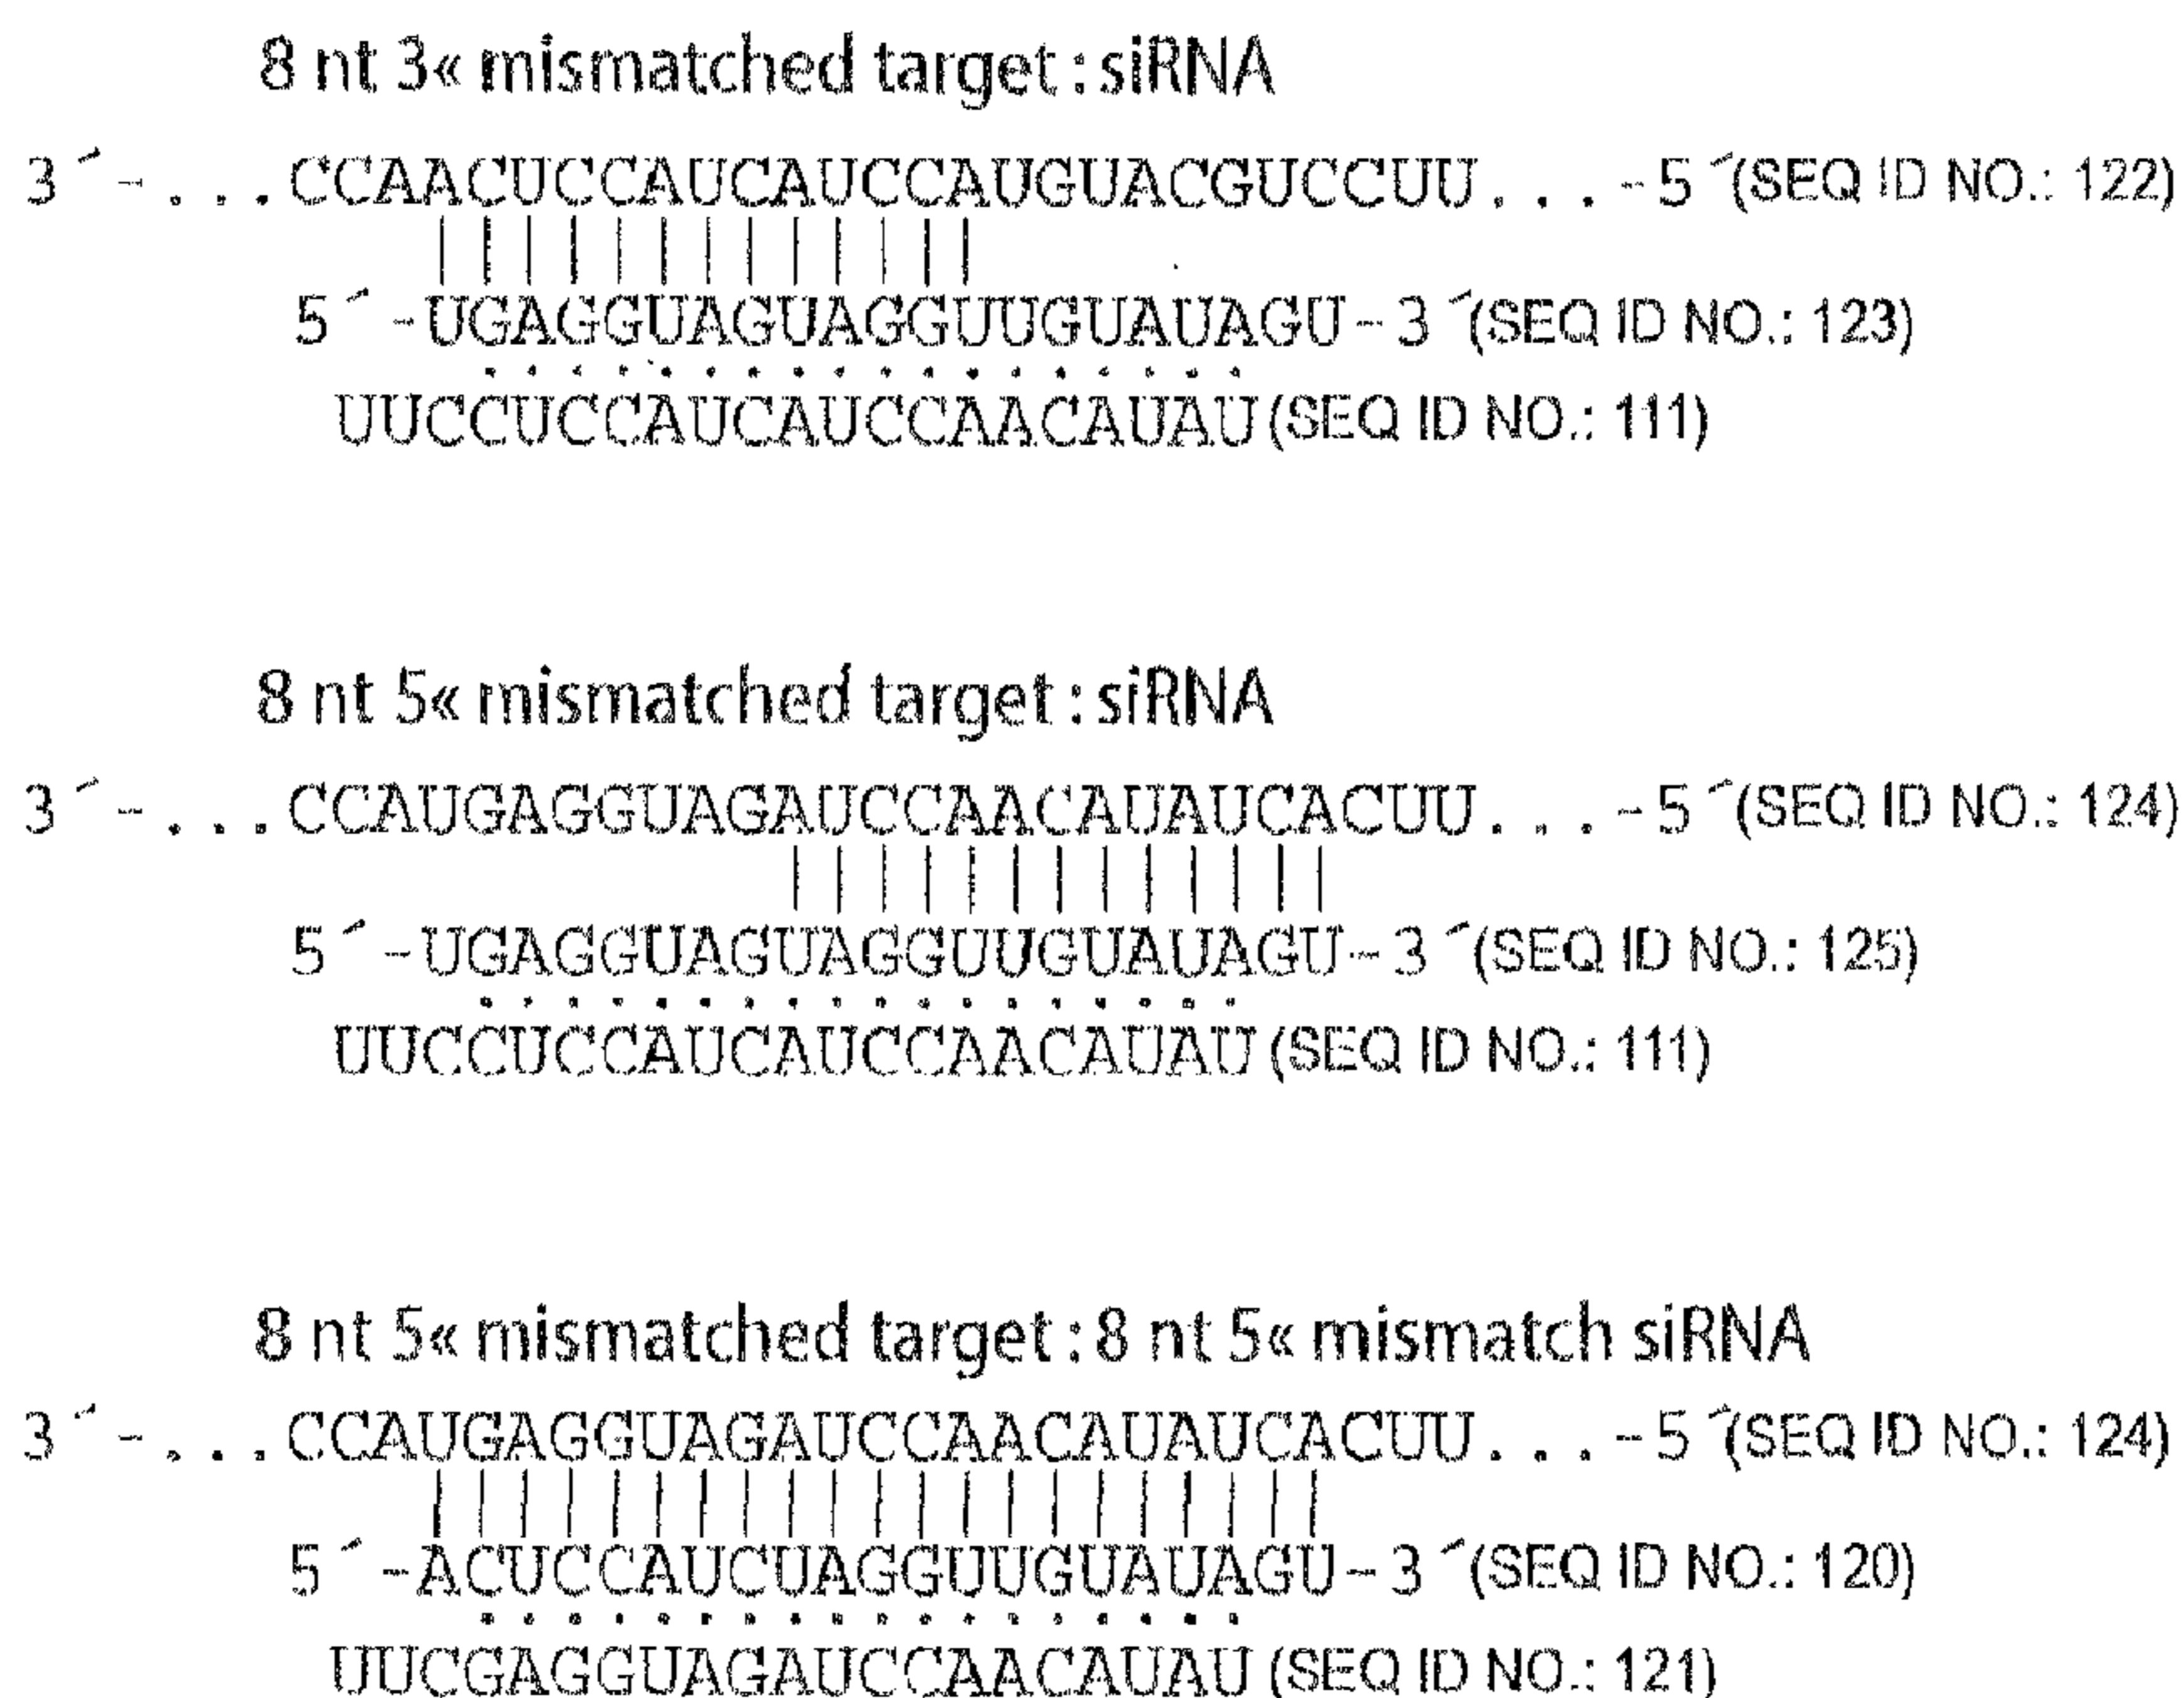 8 nt 3« mismatched target:siRNA
3´-...CCAACUCCAUCAUCCAUGUACGUCCUU...-5´(SEQ ID NO.: 122)
5´-UGAGGUAGUAGGUUGUAUAGU-3´(SEQ ID NO.: 123)
UUCCUCCAUCAUCCAACAUAU(SEQ ID NO.: 111)
8 nt 5« mismatched target:siRNA
3´-...CCAUGAGGUAGAUCCAACAUAUCACUU...-5´(SEQ ID NO.: 124)
5´-UGAGGUAGUAGGUUGUAUAGU-3´(SEQ ID NO.: 125)
UUCCUCCAUCAUCCAACAUAU(SEQ ID NO.: 111)
8 nt 5« mismatched target:8 nt 5« mismatch siRNA
3´-...CCAUGAGGUAGAUCCAACAUAUCACUU...-5´(SEQ ID NO.: 124)
5´-ACUCCAUCUAGGUUGUAUAGU-3´(SEQ ID NO.: 120)
UUCGAGGUAGAUCCAACAUAU(SEQ ID NO.: 121)